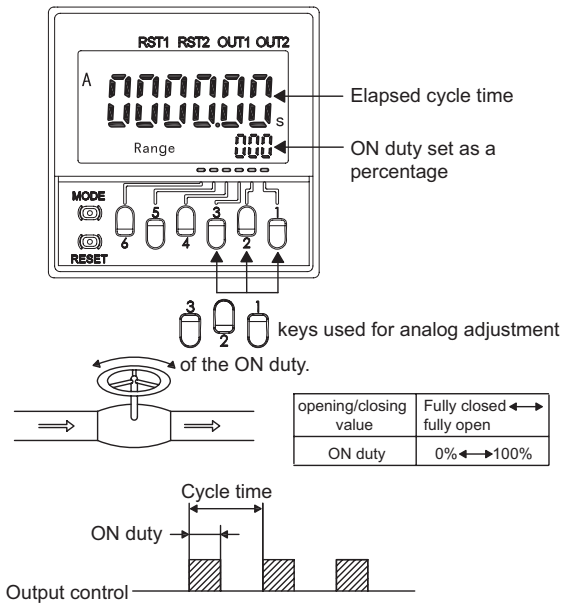 RST1 RST2 OUT1 OUT2
A
0000.00
s
Elapsed cycle time
Range
000
ON duty set as a
percentage
MODE
RESET
6 5 4 3 2 1
3 2 1
keys used for analog adjustment
of the ON duty.
opening/closing value Fully closed ↔ fully open
ON duty 0%↔100%
Cycle time
ON duty
Output control